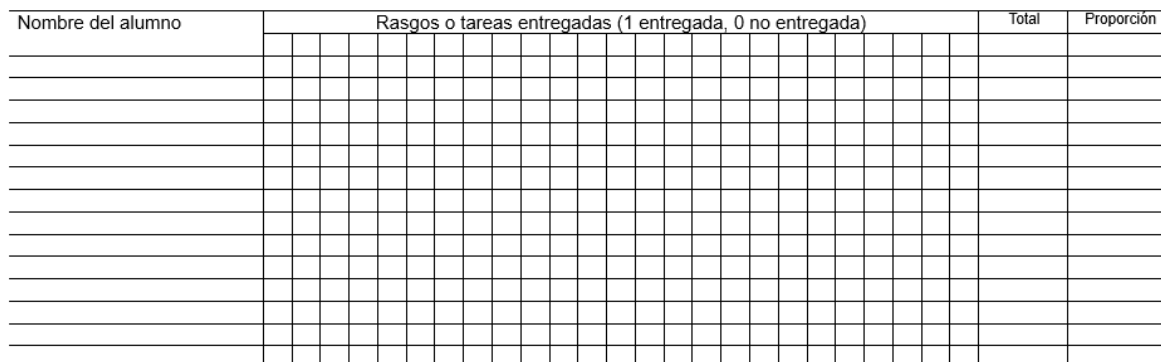 Nombre del alumno
Rasgos o tareas entregadas (1 entregada, 0 no entregada)
Total
Proporción